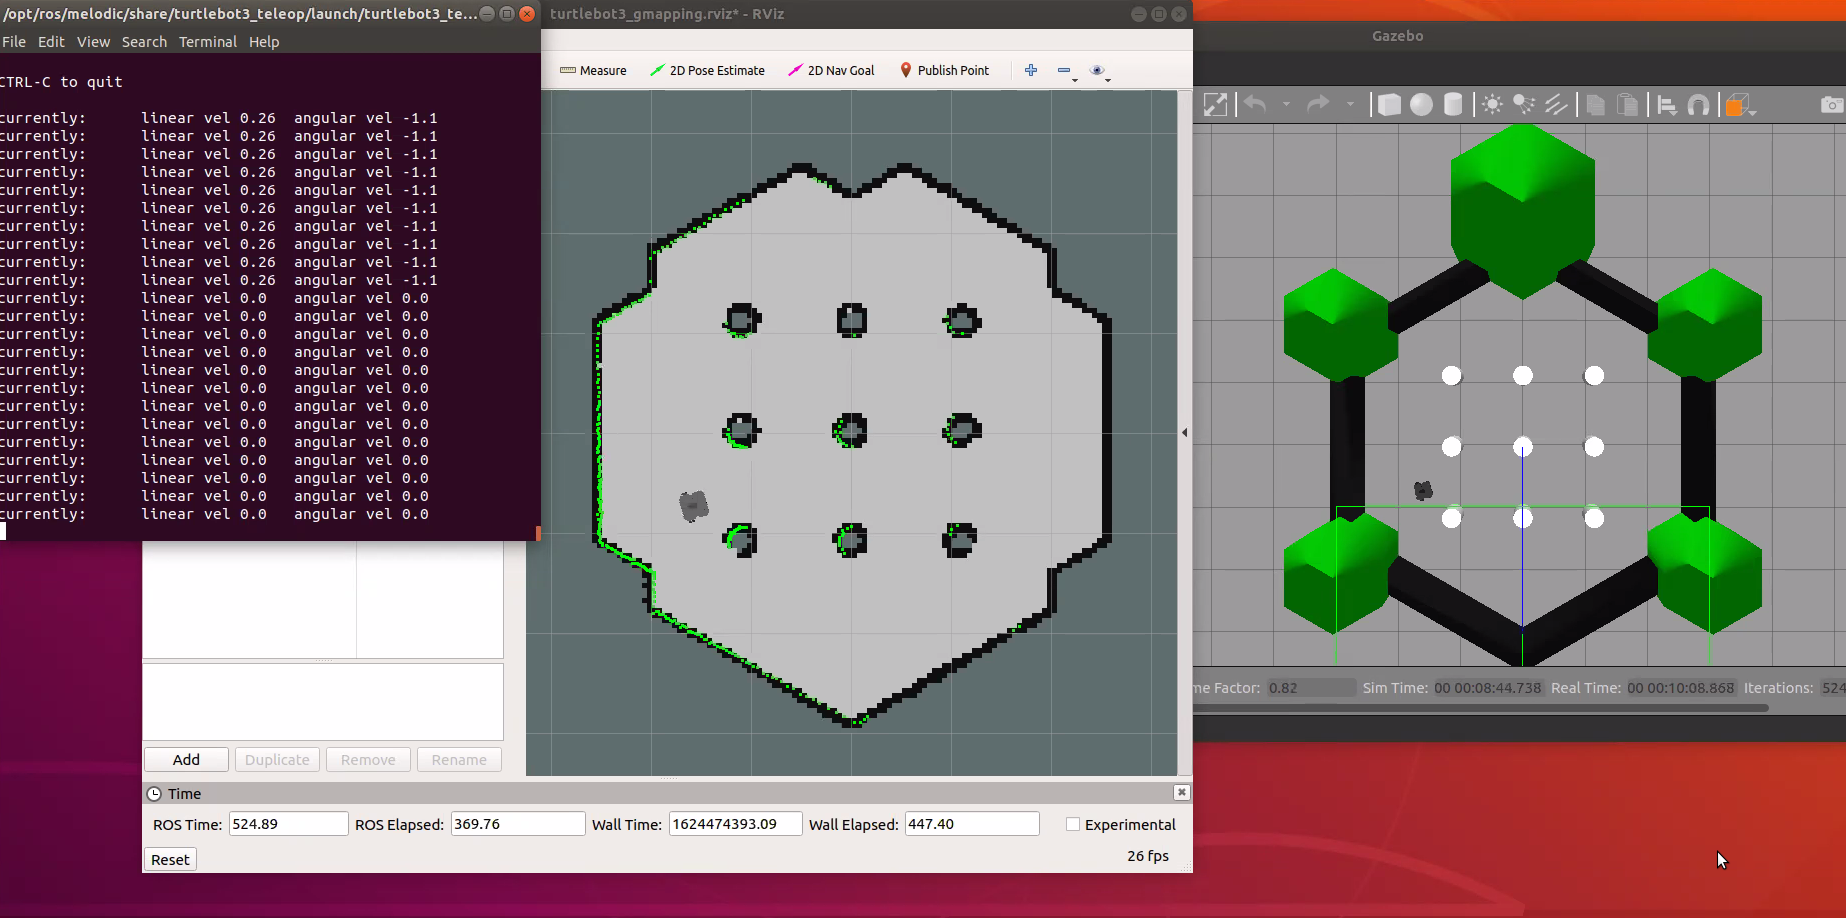 /opt/ros/melodic/share/turtlebot3_teleop/launch/turtlebot3_te...
File Edit View Search Terminal Help
CTRL-C to quit
currently: linear vel 0.26 angular vel -1.1
currently: linear vel 0.26 angular vel -1.1
currently: linear vel 0.26 angular vel -1.1
currently: linear vel 0.26 angular vel -1.1
currently: linear vel 0.26 angular vel -1.1
currently: linear vel 0.26 angular vel -1.1
currently: linear vel 0.26 angular vel -1.1
currently: linear vel 0.26 angular vel -1.1
currently: linear vel 0.26 angular vel -1.1
currently: linear vel 0.26 angular vel -1.1
currently: linear vel 0.0 angular vel 0.0
currently: linear vel 0.0 angular vel 0.0
currently: linear vel 0.0 angular vel 0.0
currently: linear vel 0.0 angular vel 0.0
currently: linear vel 0.0 angular vel 0.0
currently: linear vel 0.0 angular vel 0.0
currently: linear vel 0.0 angular vel 0.0
currently: linear vel 0.0 angular vel 0.0
currently: linear vel 0.0 angular vel 0.0
currently: linear vel 0.0 angular vel 0.0
currently: linear vel 0.0 angular vel 0.0
currently: linear vel 0.0 angular vel 0.0
currently: linear vel 0.0 angular vel 0.0
turtlebot3_gmapping.rviz* - RViz
Measure 2D Pose Estimate 2D Nav Goal Publish Point
Add Duplicate Remove Rename
Time
ROS Time: 524.89 ROS Elapsed: 369.76 Wall Time: 1624474393.09 Wall Elapsed: 447.40 Experimental
Reset 26 fps
Gazebo
me Factor: 0.82 Sim Time: 00 00:08:44.738 Real Time: 00 00:10:08.868 Iterations: 524